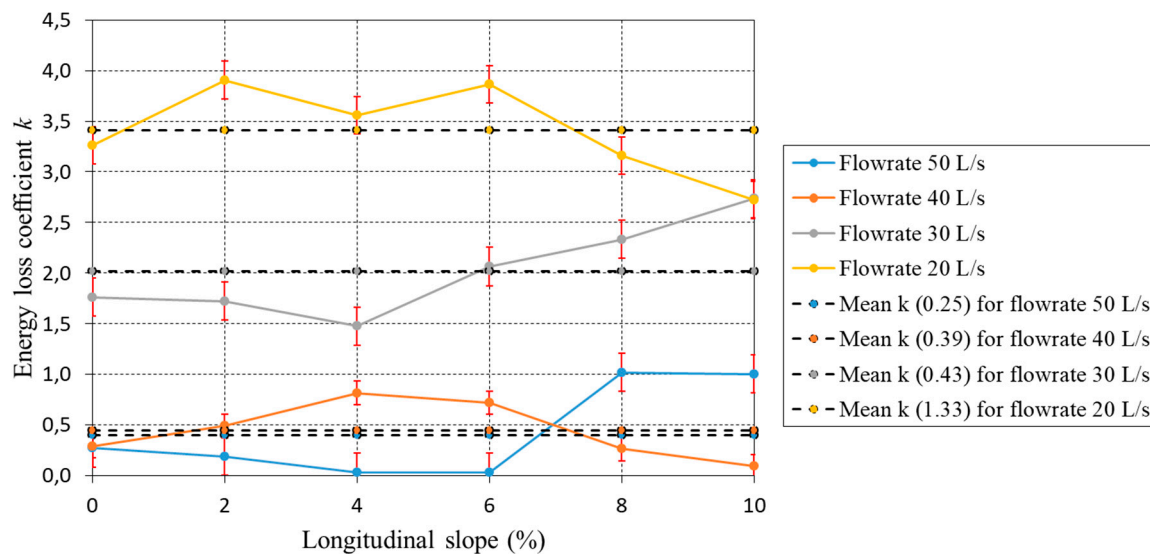 4,5
4,0
3,5
3,0
2,5
2,0
1,5
1,0
0,5
0,0
Energy loss coefficient k
0 2 4 6 8 10
Longitudinal slope (%)
Flowrate 50 L/s
Flowrate 40 L/s
Flowrate 30 L/s
Flowrate 20 L/s
Mean k (0.25) for flowrate 50 L/s
Mean k (0.39) for flowrate 40 L/s
Mean k (0.43) for flowrate 30 L/s
Mean k (1.33) for flowrate 20 L/s